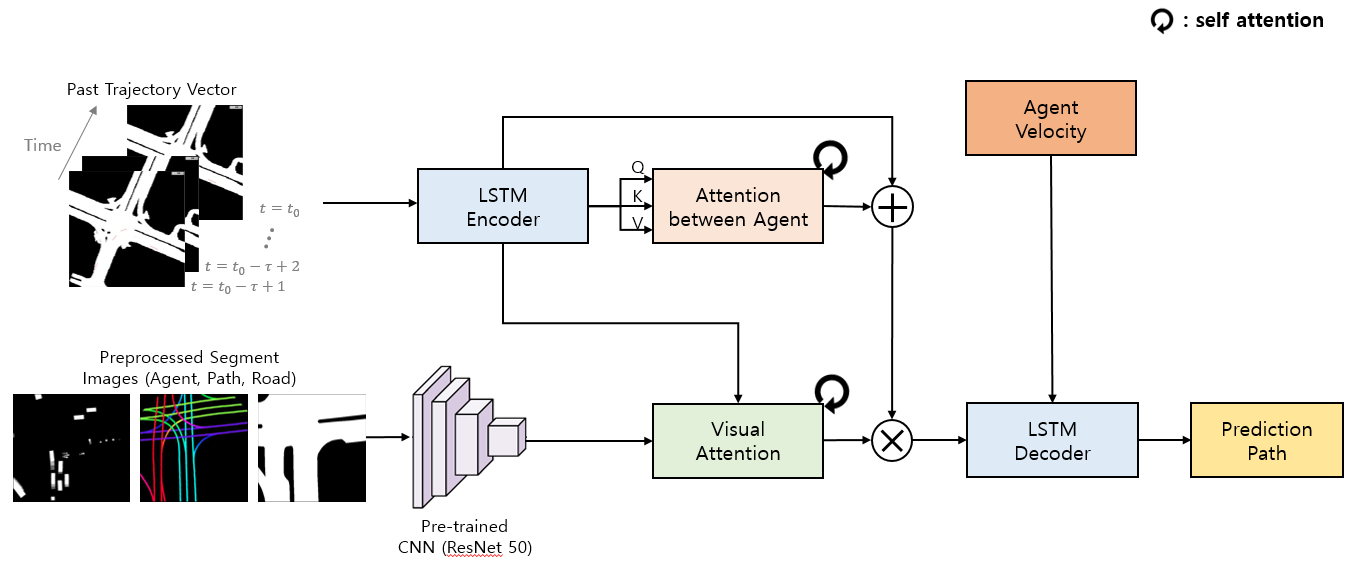 : self attention
Past Trajectory Vector
Time
t = t₀
t = t₀ − τ + 2
t = t₀ − τ + 1
LSTM
Encoder
Q
K
V
Attention
between Agent
Agent
Velocity
Preprocessed Segment
Images (Agent, Path, Road)
Pre-trained
CNN (ResNet 50)
Visual
Attention
LSTM
Decoder
Prediction
Path